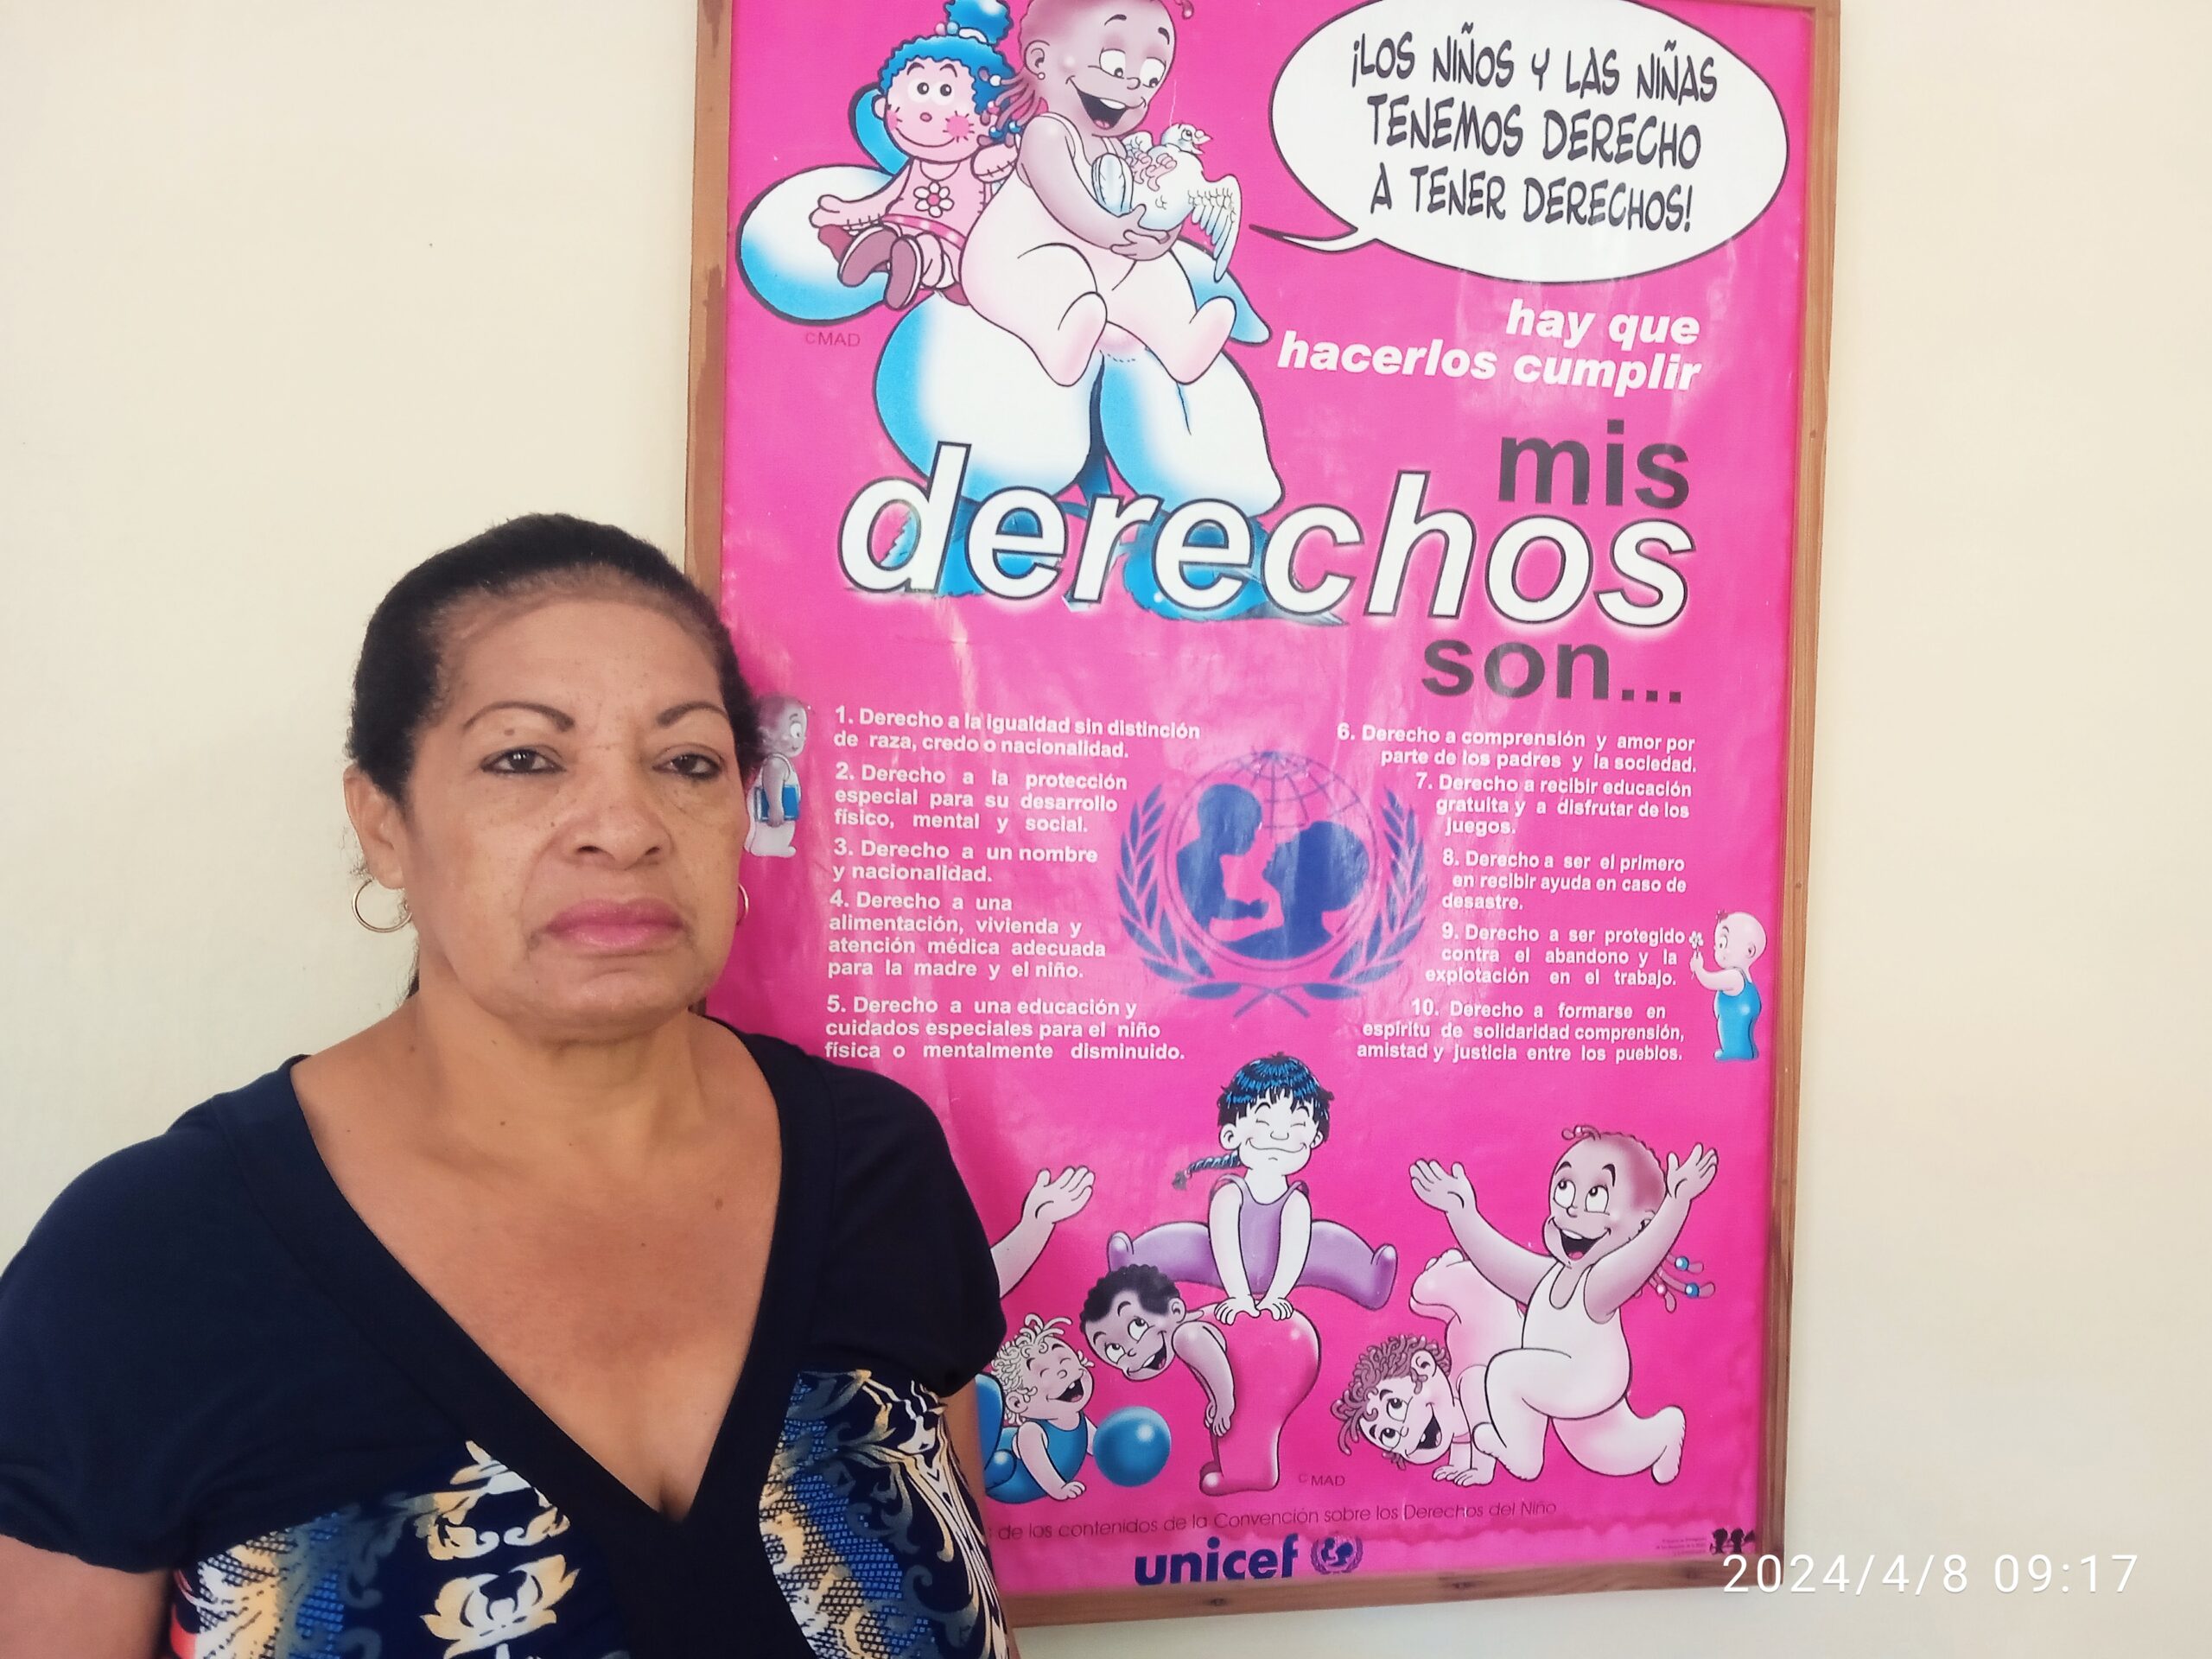 ¡LOS NIÑOS Y LAS NIÑAS
TENEMOS DERECHO
A TENER DERECHOS!
hay que
hacerlos cumplir
©MAD
mis
derechos
son...
1. Derecho a la igualdad sin distinción
de raza, credo o nacionalidad.
2. Derecho a la protección
especial para su desarrollo
físico, mental y social.
3. Derecho a un nombre
y nacionalidad.
4. Derecho a una
alimentación, vivienda y
atención médica adecuada
para la madre y el niño.
5. Derecho a una educación y
cuidados especiales para el niño
física o mentalmente disminuido.
6. Derecho a comprensión y amor por
parte de los padres y la sociedad.
7. Derecho a recibir educación
gratuita y a disfrutar de los
juegos.
8. Derecho a ser el primero
en recibir ayuda en caso de
desastre.
9. Derecho a ser protegido
contra el abandono y la
explotación en el trabajo.
10. Derecho a formarse en
espíritu de solidaridad comprensión,
amistad y justicia entre los pueblos.
©MAD
de los contenidos de la Convención sobre los Derechos del Niño
unicef
2024/4/8 09:17